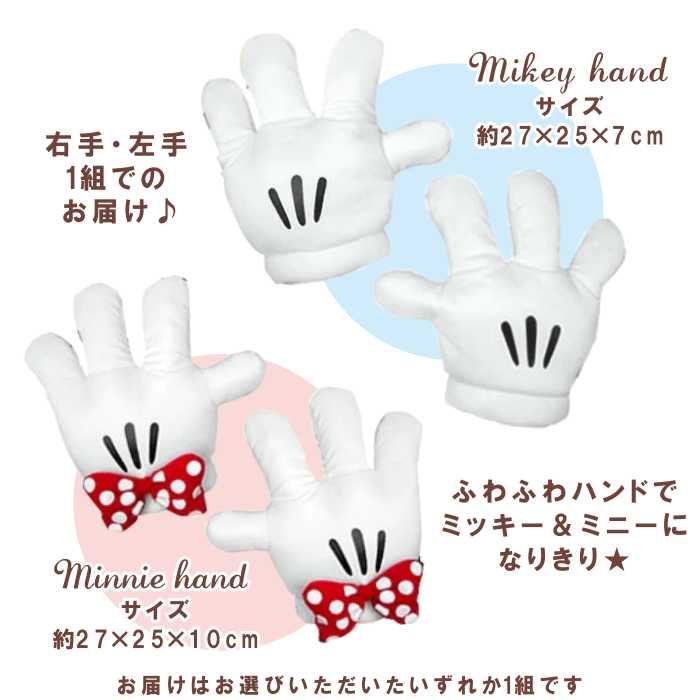 Mikey hand
サイズ
約27×25×7cm
右手・左手
1組での
お届け♪
ふわふわハンドで
ミッキー＆ミニーに
なりきり★
Minnie hand
サイズ
約27×25×10cm
お届けはお選びいただいたいずれか1組です